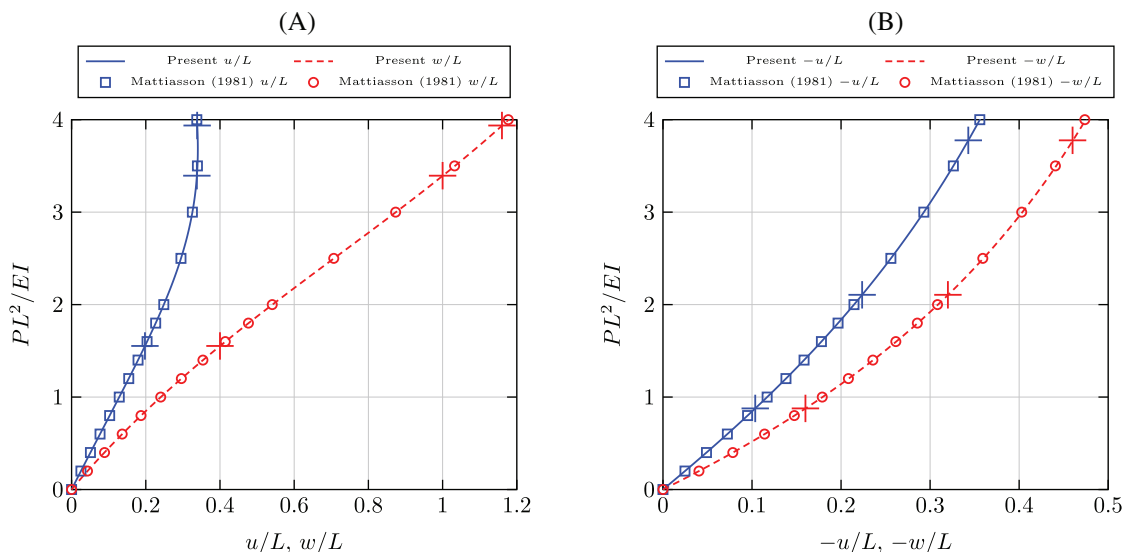 (A)
Present u/L Present w/L
Mattiasson (1981) u/L Mattiasson (1981) w/L
4
3
2
1
0
PL²/EI
0 0.2 0.4 0.6 0.8 1 1.2
u/L, w/L
(B)
Present −u/L Present −w/L
Mattiasson (1981) −u/L Mattiasson (1981) −w/L
4
3
2
1
0
PL²/EI
0 0.1 0.2 0.3 0.4 0.5
−u/L, −w/L